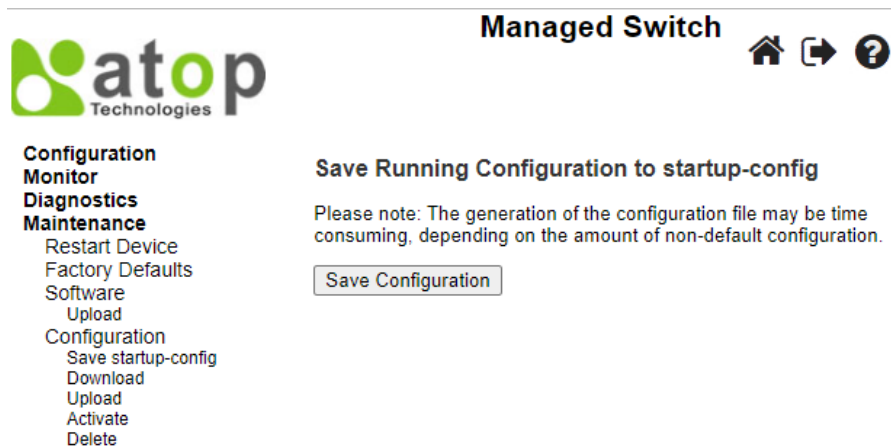 Managed Switch
atop
Technologies
Configuration
Monitor
Diagnostics
Maintenance
Restart Device
Factory Defaults
Software
Upload
Configuration
Save startup-config
Download
Upload
Activate
Delete
Save Running Configuration to startup-config
Please note: The generation of the configuration file may be time
consuming, depending on the amount of non-default configuration.
Save Configuration